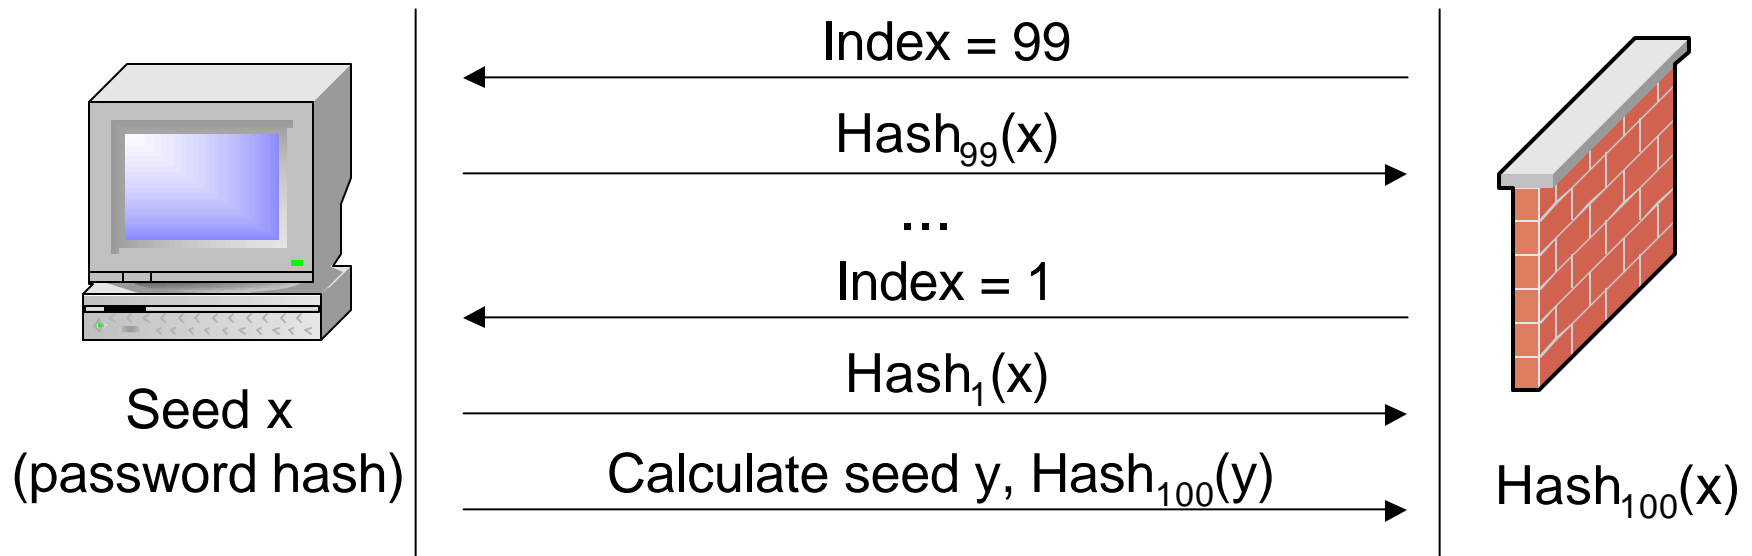 Index = 99
Hash₉₉(x)
...
Index = 1
Hash₁(x)
Calculate seed y, Hash₁₀₀(y)
Seed x
(password hash)
Hash₁₀₀(x)